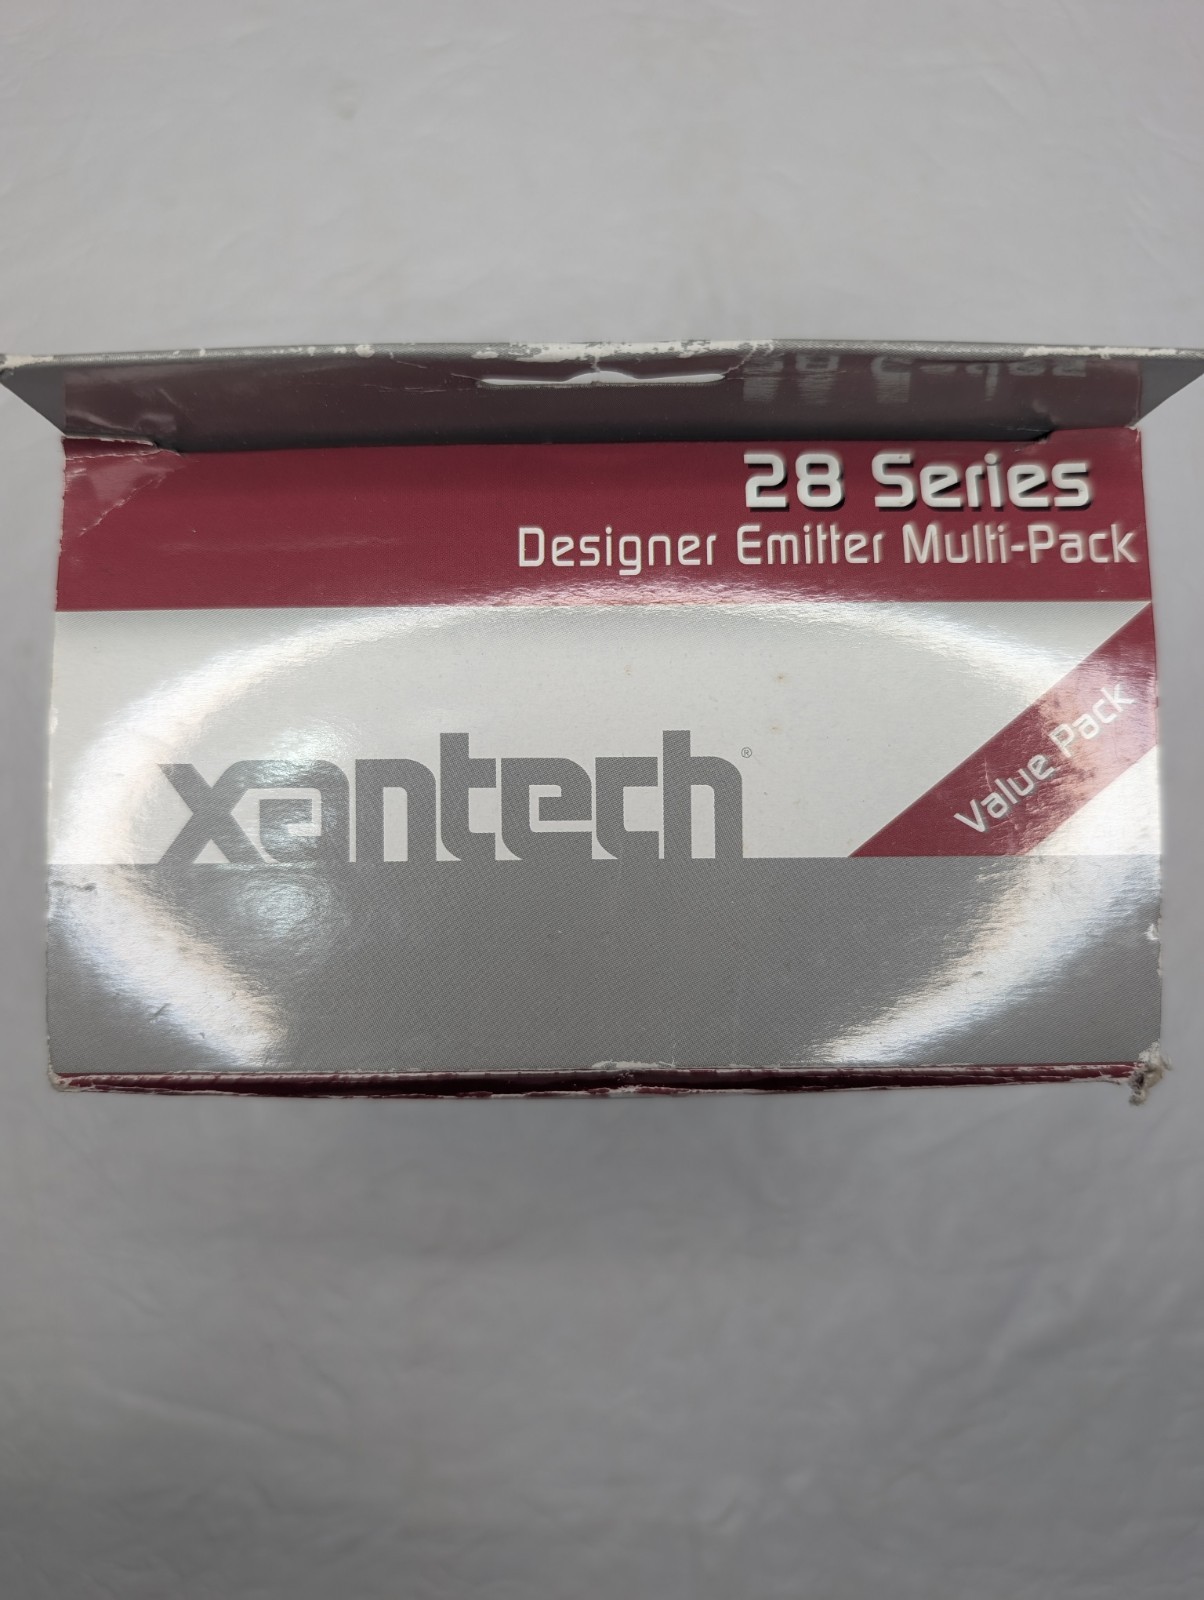 28 Series
Designer Emitter Multi-Pack
xantech®
Value Pack